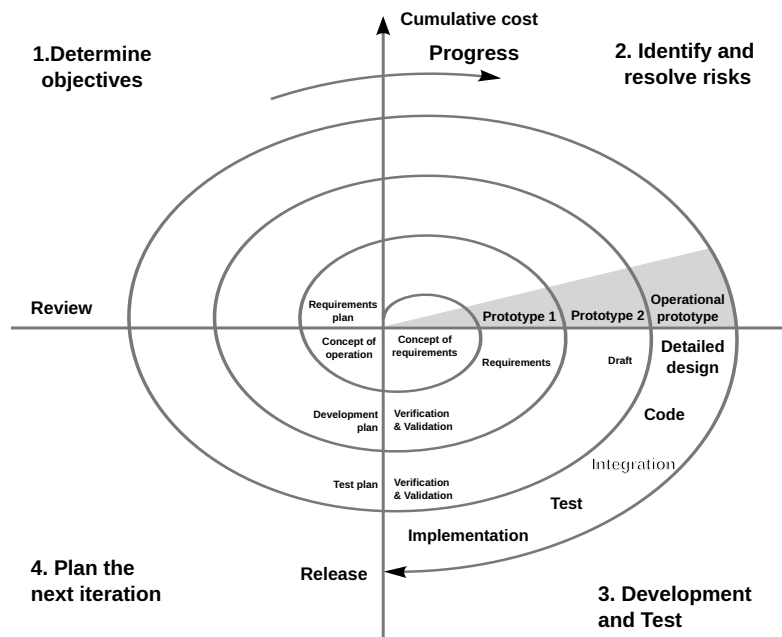 Cumulative cost
Progress
1.Determine
objectives
2. Identify and
resolve risks
Review
Requirements
plan
Prototype 1
Prototype 2
Operational
prototype
Concept of
operation
Concept of
requirements
Requirements
Draft
Detailed
design
Development
plan
Verification
& Validation
Code
Integration
Test plan
Verification
& Validation
Test
Implementation
Release
4. Plan the
next iteration
3. Development
and Test